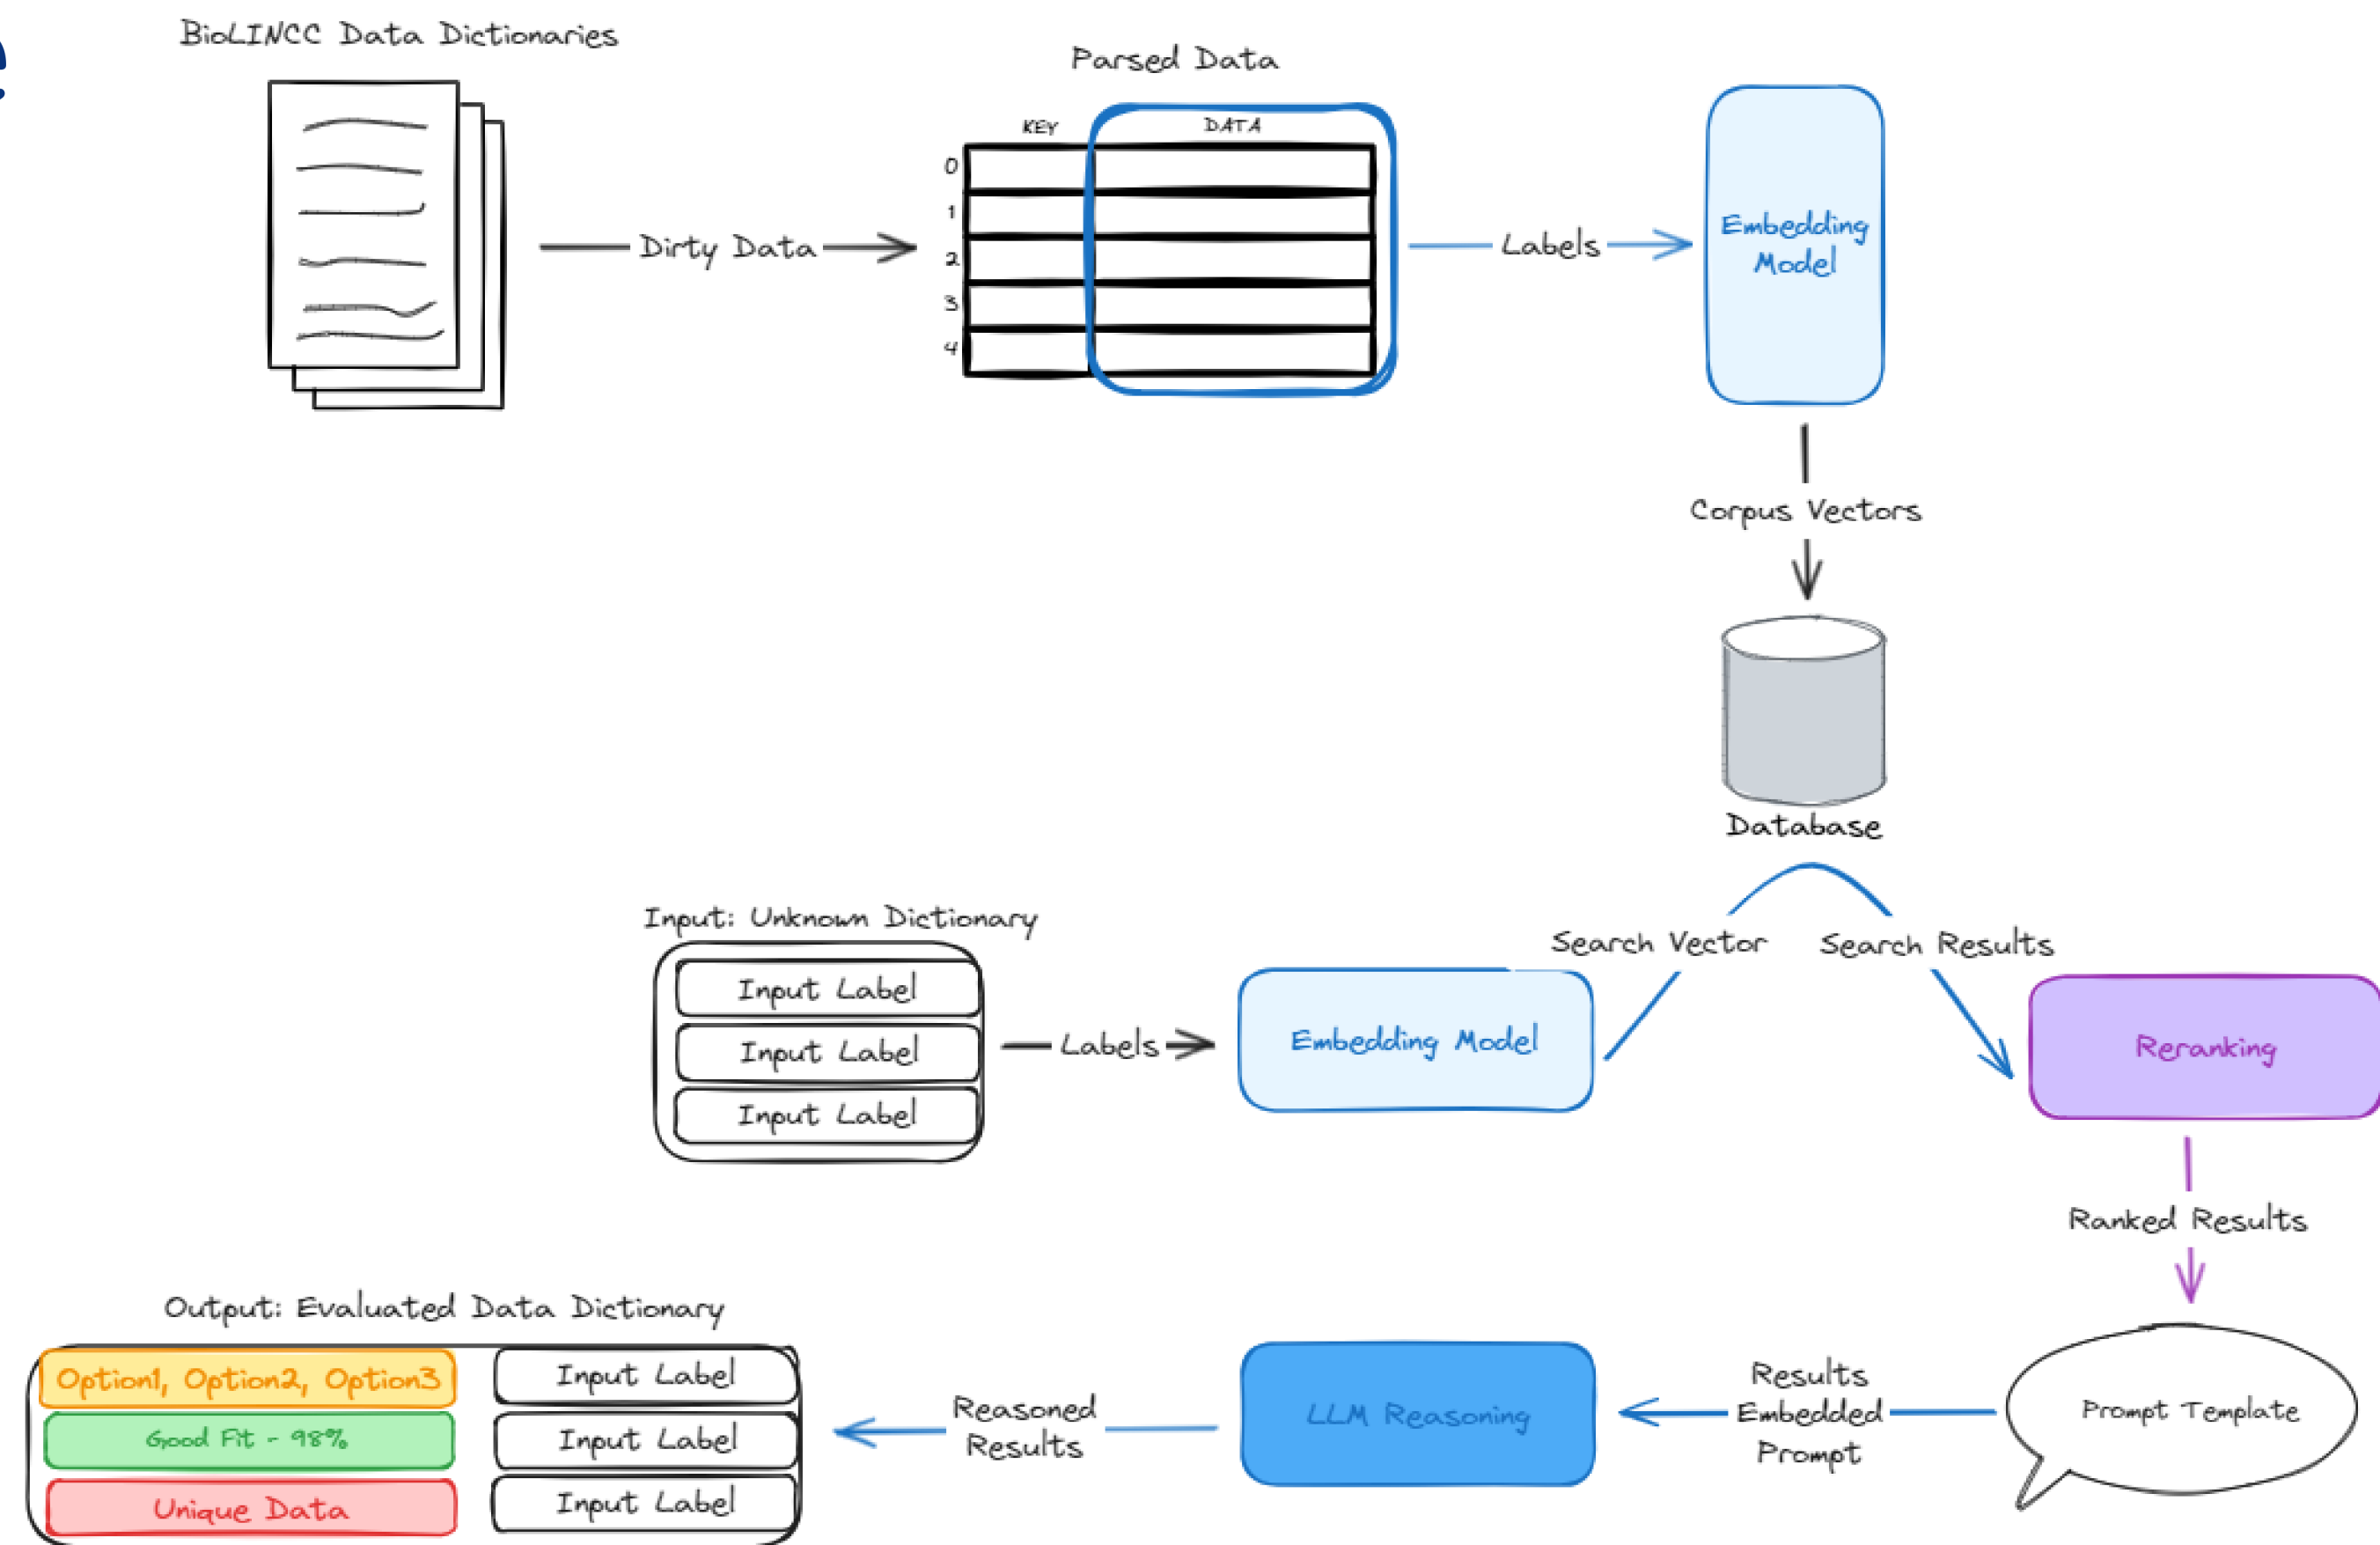 e
BioLINCC Data Dictionaries
Parsed Data
KEY DATA
0
1
2
3
4
Dirty Data
Labels
Embedding
Model
Corpus Vectors
Database
Input: Unknown Dictionary
Input Label
Input Label
Input Label
Labels
Embedding Model
Search Vector
Search Results
Reranking
Ranked Results
Prompt Template
Results
Embedded
Prompt
LLM Reasoning
Reasoned
Results
Output: Evaluated Data Dictionary
Option1, Option2, Option3
Input Label
Good Fit - 98%
Input Label
Unique Data
Input Label